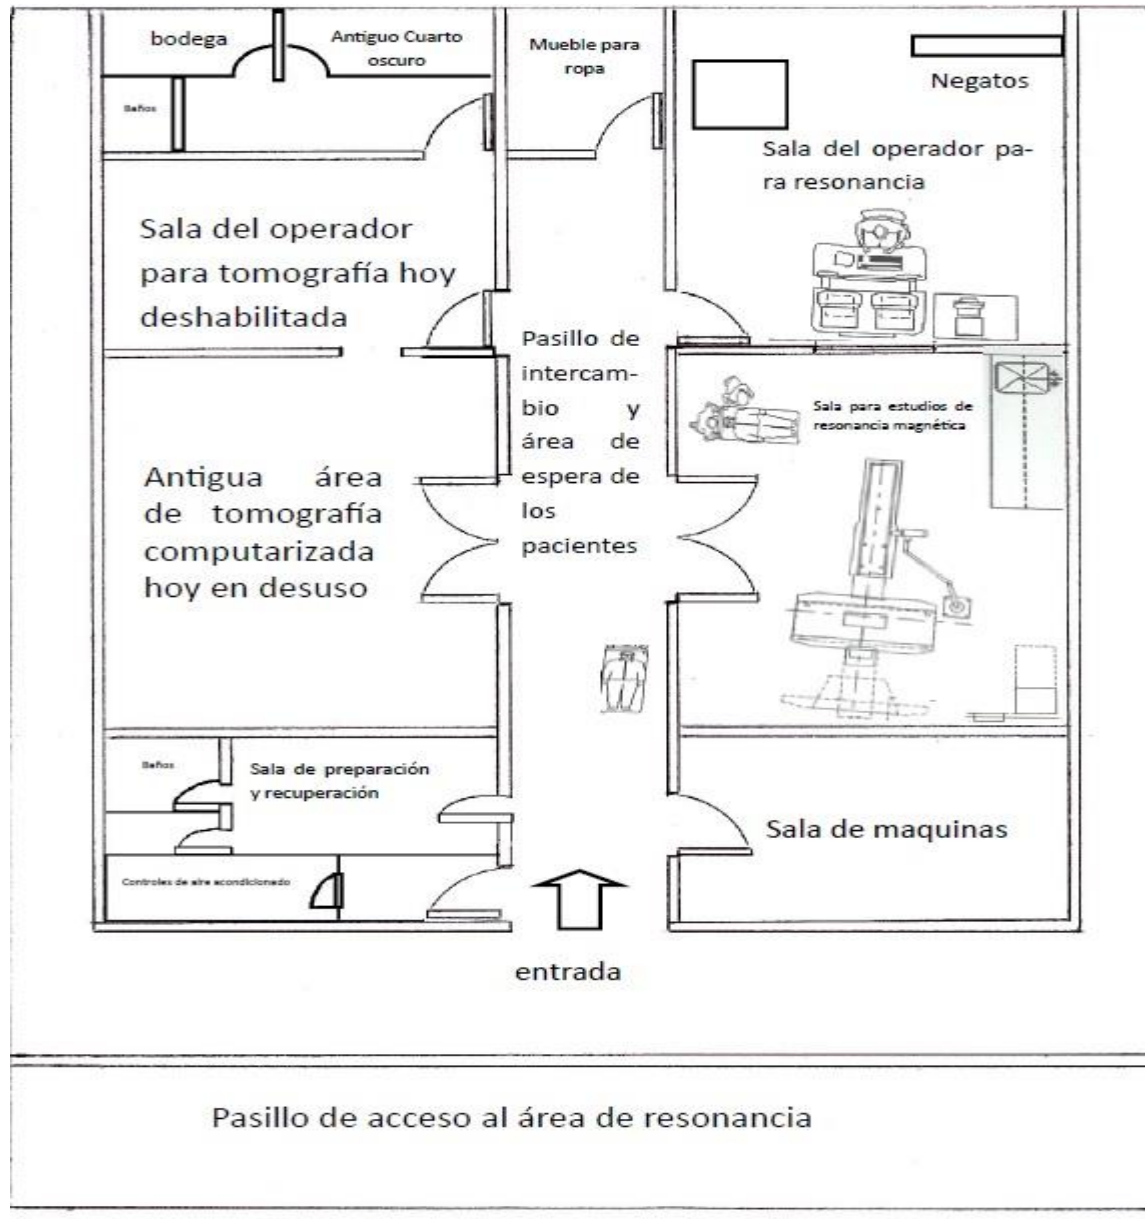 bodega
Antiguo Cuarto
oscuro
Mueble para
ropa
Negatos
Baños
Sala del operador pa-
ra resonancia
Sala del operador
para tomografía hoy
deshabilitada
Pasillo de
intercam-
bio y
área de
espera de
los
pacientes
Sala para estudios de
resonancia magnética
Antigua área
de tomografía
computarizada
hoy en desuso
Baños
Sala de preparación
y recuperación
Sala de maquinas
Controles de aire acondicionado
entrada
Pasillo de acceso al área de resonancia